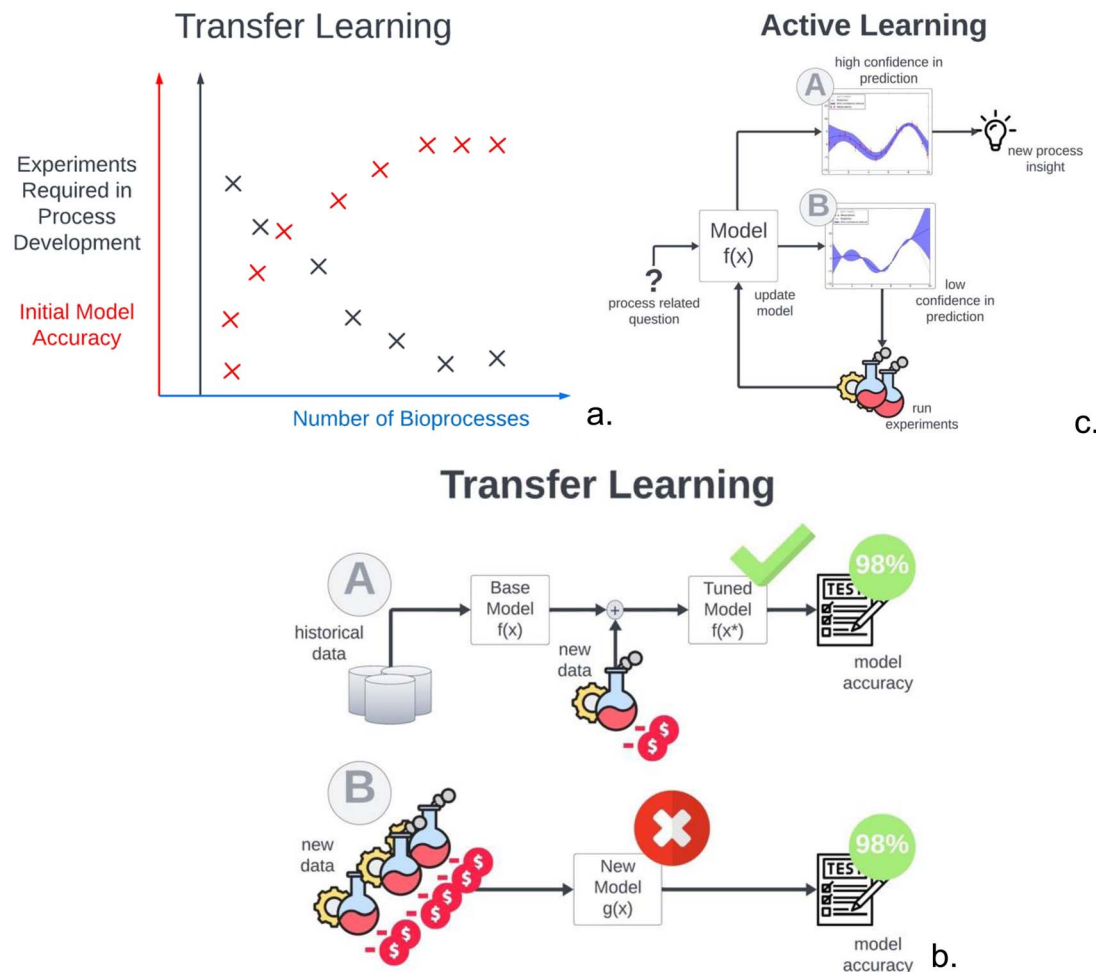 Transfer Learning
Experiments
Required in
Process
Development
Initial Model
Accuracy
Number of Bioprocesses
a.
Active Learning
high confidence in
prediction
A
new process
insight
B
Model
f(x)
?
process related
question
update
model
low
confidence in
prediction
run
experiments
c.
Transfer Learning
A
historical
data
Base
Model
f(x)
+
new
data
$
$
Tuned
Model
f(x*)
98%
TEST
model
accuracy
B
new
data
$
$
$
$
$
$
New
Model
g(x)
98%
TEST
model
accuracy
b.